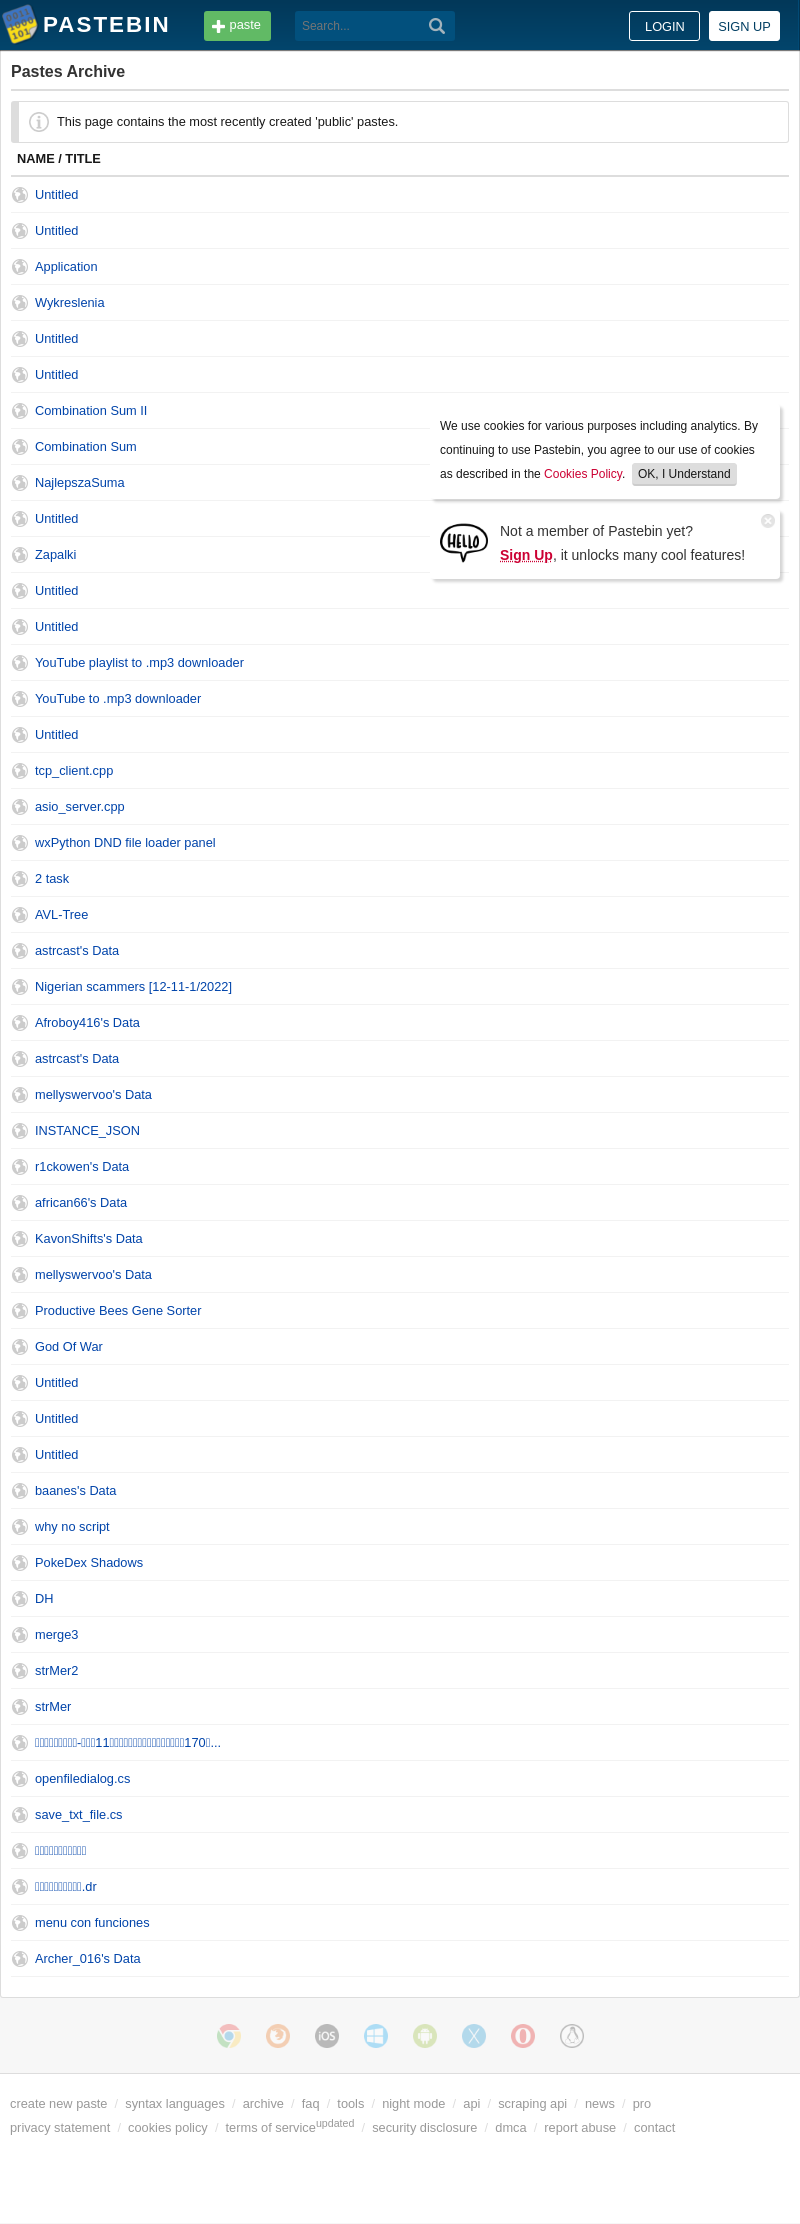 PASTEBIN
paste
Search...
LOGIN
SIGN UP
Pastes Archive
This page contains the most recently created 'public' pastes.
NAME / TITLE
Untitled
Untitled
Application
Wykreslenia
Untitled
Untitled
Combination Sum II
Combination Sum
NajlepszaSuma
Untitled
Zapalki
Untitled
Untitled
We use cookies for various purposes including analytics. By
continuing to use Pastebin, you agree to our use of cookies
as described in the Cookies Policy. OK, I Understand
HELLO
Not a member of Pastebin yet?
Sign Up, it unlocks many cool features!
YouTube playlist to .mp3 downloader
YouTube to .mp3 downloader
Untitled
tcp_client.cpp
asio_server.cpp
wxPython DND file loader panel
2 task
AVL-Tree
astrcast's Data
Nigerian scammers [12-11-1/2022]
Afroboy416's Data
astrcast's Data
mellyswervoo's Data
INSTANCE_JSON
r1ckowen's Data
african66's Data
KavonShifts's Data
mellyswervoo's Data
Productive Bees Gene Sorter
God Of War
Untitled
Untitled
Untitled
baanes's Data
why no script
PokeDex Shadows
DH
merge3
strMer2
strMer
openfiledialog.cs
save_txt_file.cs
.dr
menu con funciones
Archer_016's Data
iOS
create new paste / syntax languages / archive / faq / tools / night mode / api / scraping api / news / pro
privacy statement / cookies policy / terms of service updated / security disclosure / dmca / report abuse / contact